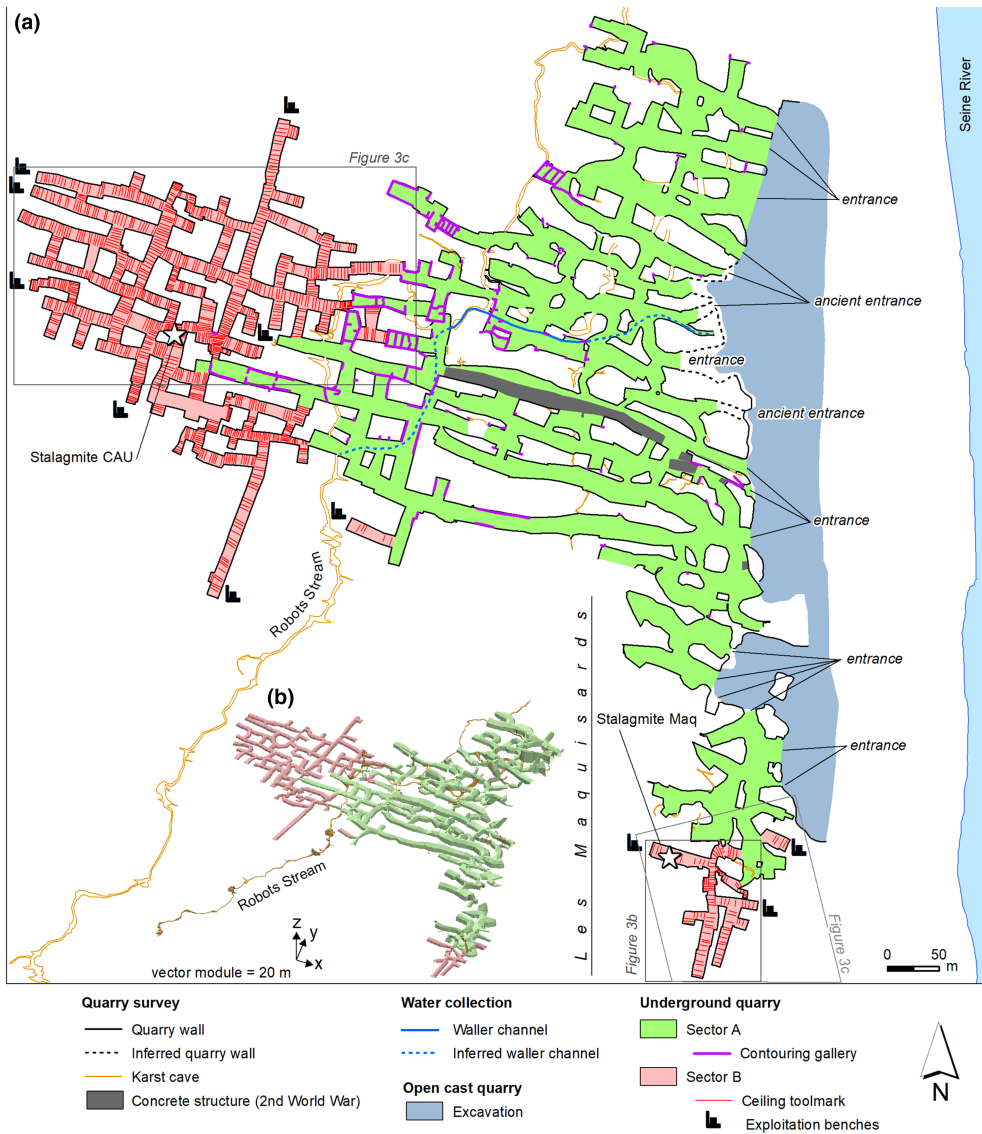 (a)
Seine River
Figure 3c
entrance
ancient entrance
entrance
ancient entrance
Stalagmite CAU
entrance
Robots Stream
Les Maquisards
entrance
(b)
Stalagmite Maq
entrance
Robots Stream
Figure 3b
Figure 3c
z
y
x
vector module = 20 m
0 50
m
Quarry survey
Quarry wall
Inferred quarry wall
Karst cave
Concrete structure (2nd World War)
Water collection
Waller channel
Inferred waller channel
Open cast quarry
Excavation
Underground quarry
Sector A
Contouring gallery
Sector B
Ceiling toolmark
Exploitation benches
N